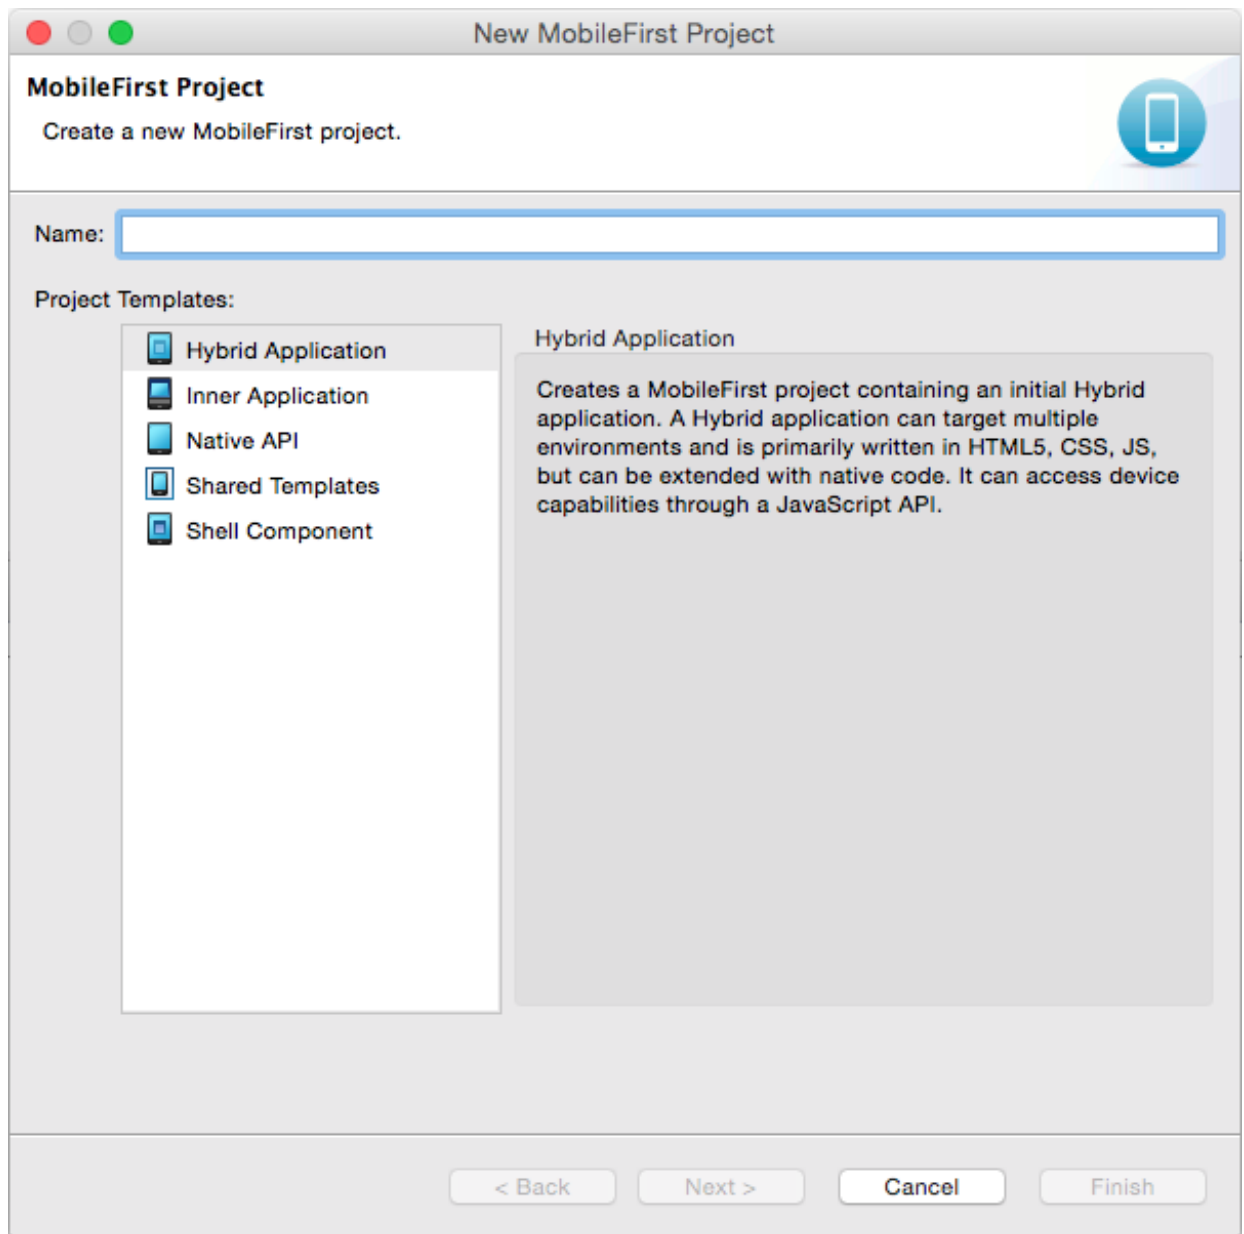 New MobileFirst Project
MobileFirst Project
Create a new MobileFirst project.
Name:
Project Templates:
Hybrid Application
Inner Application
Native API
Shared Templates
Shell Component
Hybrid Application
Creates a MobileFirst project containing an initial Hybrid
application. A Hybrid application can target multiple
environments and is primarily written in HTML5, CSS, JS,
but can be extended with native code. It can access device
capabilities through a JavaScript API.
< Back
Next >
Cancel
Finish